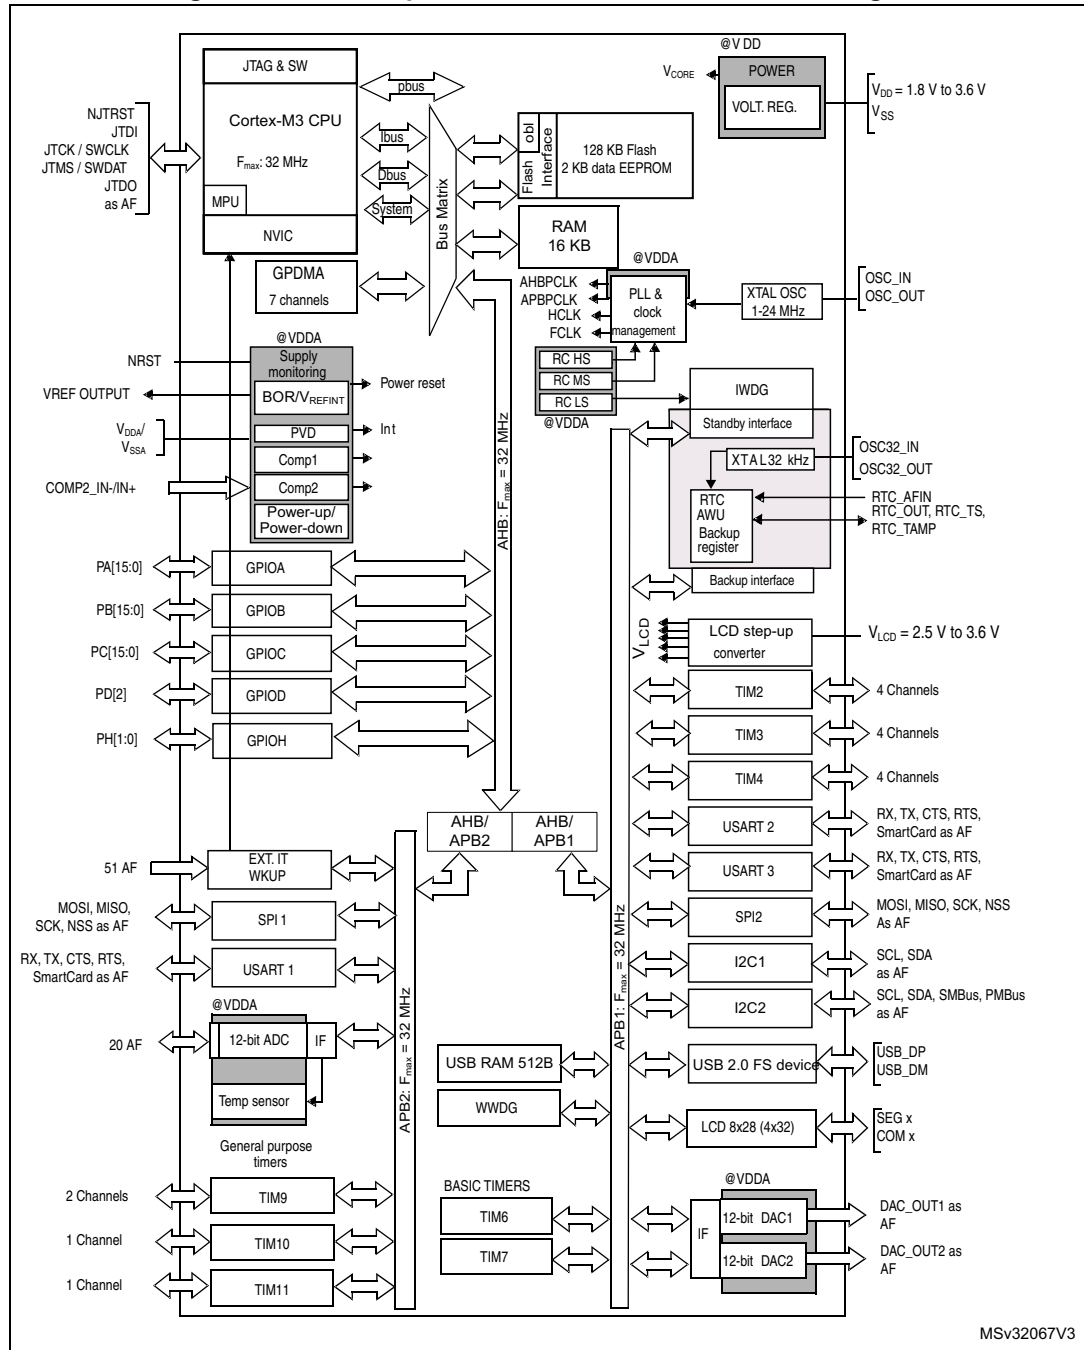 JTAG & SW
pbus
Cortex-M3 CPU
Fmax: 32 MHz
MPU
NVIC
Ibus
Dbus
System
Bus Matrix
NJTRST
JTDI
JTCK / SWCLK
JTMS / SWDAT
JTDO
as AF
GPDMA
7 channels
Flash obl
Interface
128 KB Flash
2 KB data EEPROM
RAM
16 KB
@V DD
VCORE
POWER
VOLT. REG.
VDD = 1.8 V to 3.6 V
VSS
@VDDA
AHBPCLK
APBPCLK
HCLK
FCLK
PLL &
clock
management
XTAL OSC
1-24 MHz
OSC_IN
OSC_OUT
RC HS
RC MS
RC LS
@VDDA
IWDG
Standby interface
XTAL32 kHz
OSC32_IN
OSC32_OUT
RTC
AWU
Backup
register
RTC_AFIN
RTC_OUT, RTC_TS,
RTC_TAMP
Backup interface
@VDDA
NRST
VREF OUTPUT
VDDA/
VSSA
COMP2_IN-/IN+
Supply
monitoring
BOR/VREFINT
PVD
Comp1
Comp2
Power-up/
Power-down
Power reset
Int
AHB: Fmax = 32 MHz
PA[15:0]
GPIOA
PB[15:0]
GPIOB
PC[15:0]
GPIOC
PD[2]
GPIOD
PH[1:0]
GPIOH
VLCD
LCD step-up
converter
VLCD = 2.5 V to 3.6 V
TIM2
4 Channels
TIM3
4 Channels
TIM4
4 Channels
AHB/
APB2
AHB/
APB1
USART 2
RX, TX, CTS, RTS,
SmartCard as AF
USART 3
RX, TX, CTS, RTS,
SmartCard as AF
SPI2
MOSI, MISO, SCK, NSS
As AF
I2C1
SCL, SDA
as AF
I2C2
SCL, SDA, SMBus, PMBus
as AF
51 AF
EXT. IT
WKUP
MOSI, MISO,
SCK, NSS as AF
SPI 1
RX, TX, CTS, RTS,
SmartCard as AF
USART 1
@VDDA
20 AF
12-bit ADC
IF
Temp sensor
APB2: Fmax = 32 MHz
APB1: Fmax = 32 MHz
USB RAM 512B
WWDG
USB 2.0 FS device
USB_DP
USB_DM
LCD 8x28 (4x32)
SEG x
COM x
General purpose
timers
2 Channels
TIM9
1 Channel
TIM10
1 Channel
TIM11
BASIC TIMERS
TIM6
TIM7
@VDDA
IF
12-bit DAC1
12-bit DAC2
DAC_OUT1 as
AF
DAC_OUT2 as
AF
MSv32067V3